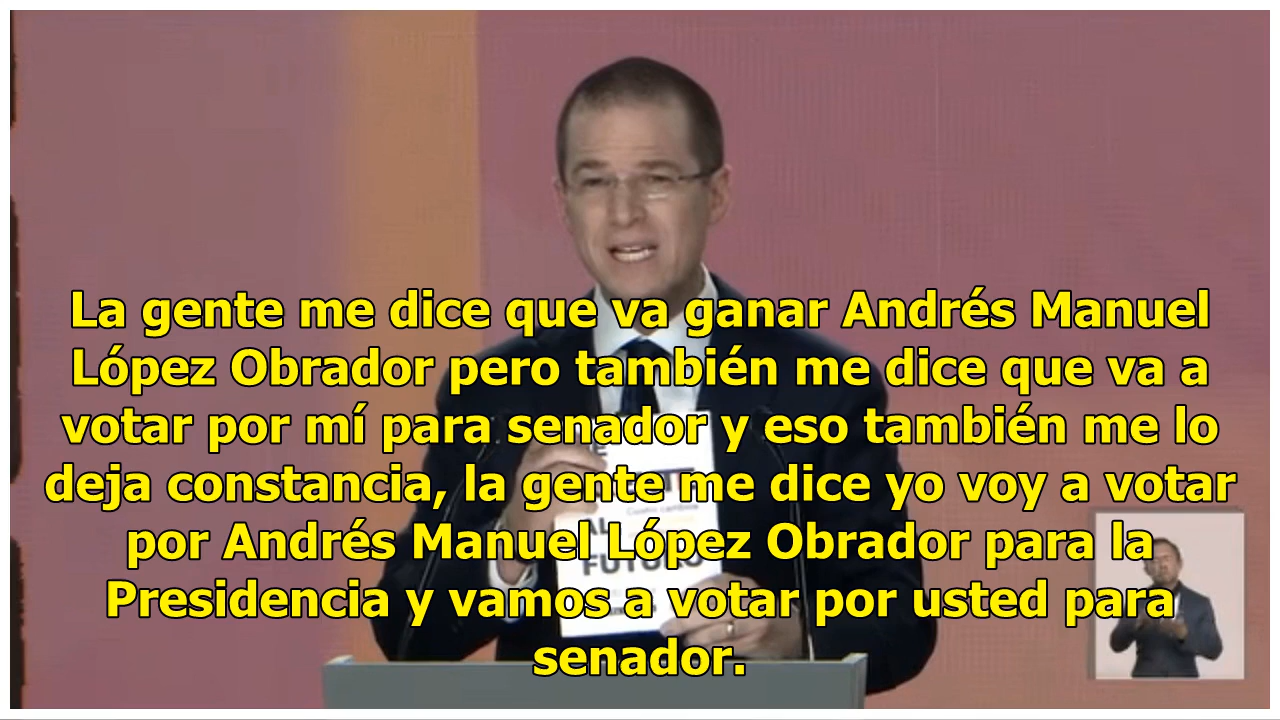 La gente me dice que va ganar Andrés Manuel
López Obrador pero también me dice que va a
votar por mí para senador y eso también me lo
deja constancia, la gente me dice yo voy a votar
por Andrés Manuel López Obrador para la
Presidencia y vamos a votar por usted para
senador.
AL
FUTURO